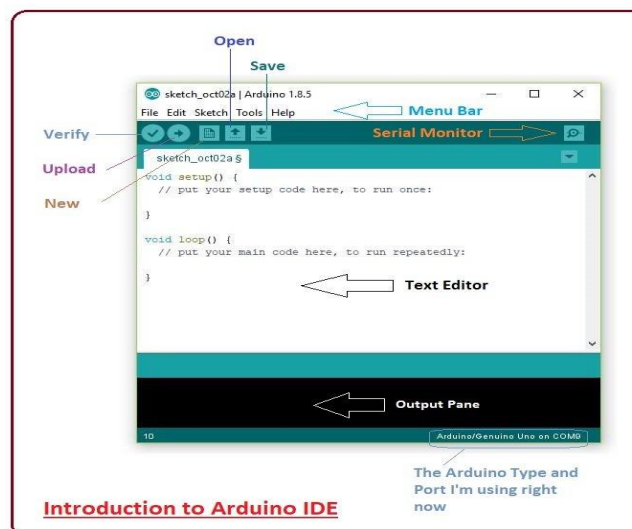 Open
Save
sketch_oct02a | Arduino 1.8.5
File Edit Sketch Tools Help
Menu Bar
Verify
Serial Monitor
Upload
sketch_oct02a §
New
void setup() {
// put your setup code here, to run once:
}
void loop() {
// put your main code here, to run repeatedly:
}
Text Editor
Output Pane
10
Arduino/Genuino Uno on COM9
The Arduino Type and
Port I'm using right
now
Introduction to Arduino IDE